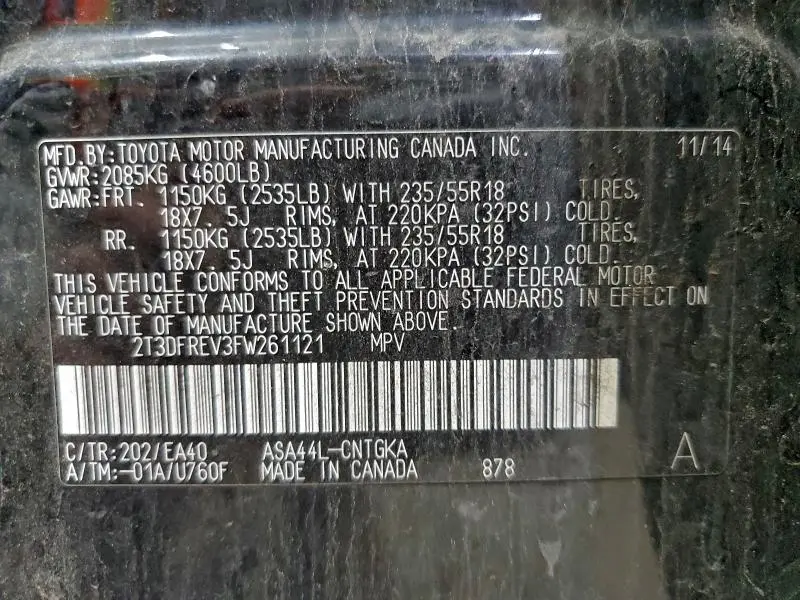 MFD.BY:TOYOTA MOTOR MANUFACTURING CANADA INC. 11/14
GVWR:2085KG (4600LB)
GAWR:FRT. 1150KG (2535LB) WITH 235/55R18 TIRES,
18X7. 5J RIMS, AT 220KPA (32PSI) COLD.
RR. 1150KG (2535LB) WITH 235/55R18 TIRES,
18X7. 5J RIMS, AT 220KPA (32PSI) COLD.
THIS VEHICLE CONFORMS TO ALL APPLICABLE FEDERAL MOTOR
VEHICLE SAFETY AND THEFT PREVENTION STANDARDS IN EFFECT ON
THE DATE OF MANUFACTURE SHOWN ABOVE.
2T3DFREV3FW261121 MPV
C/TR:202/EA40 ASA44L-CNTGKA A
A/TM:-01A/U760F MADE IN CANADA 878